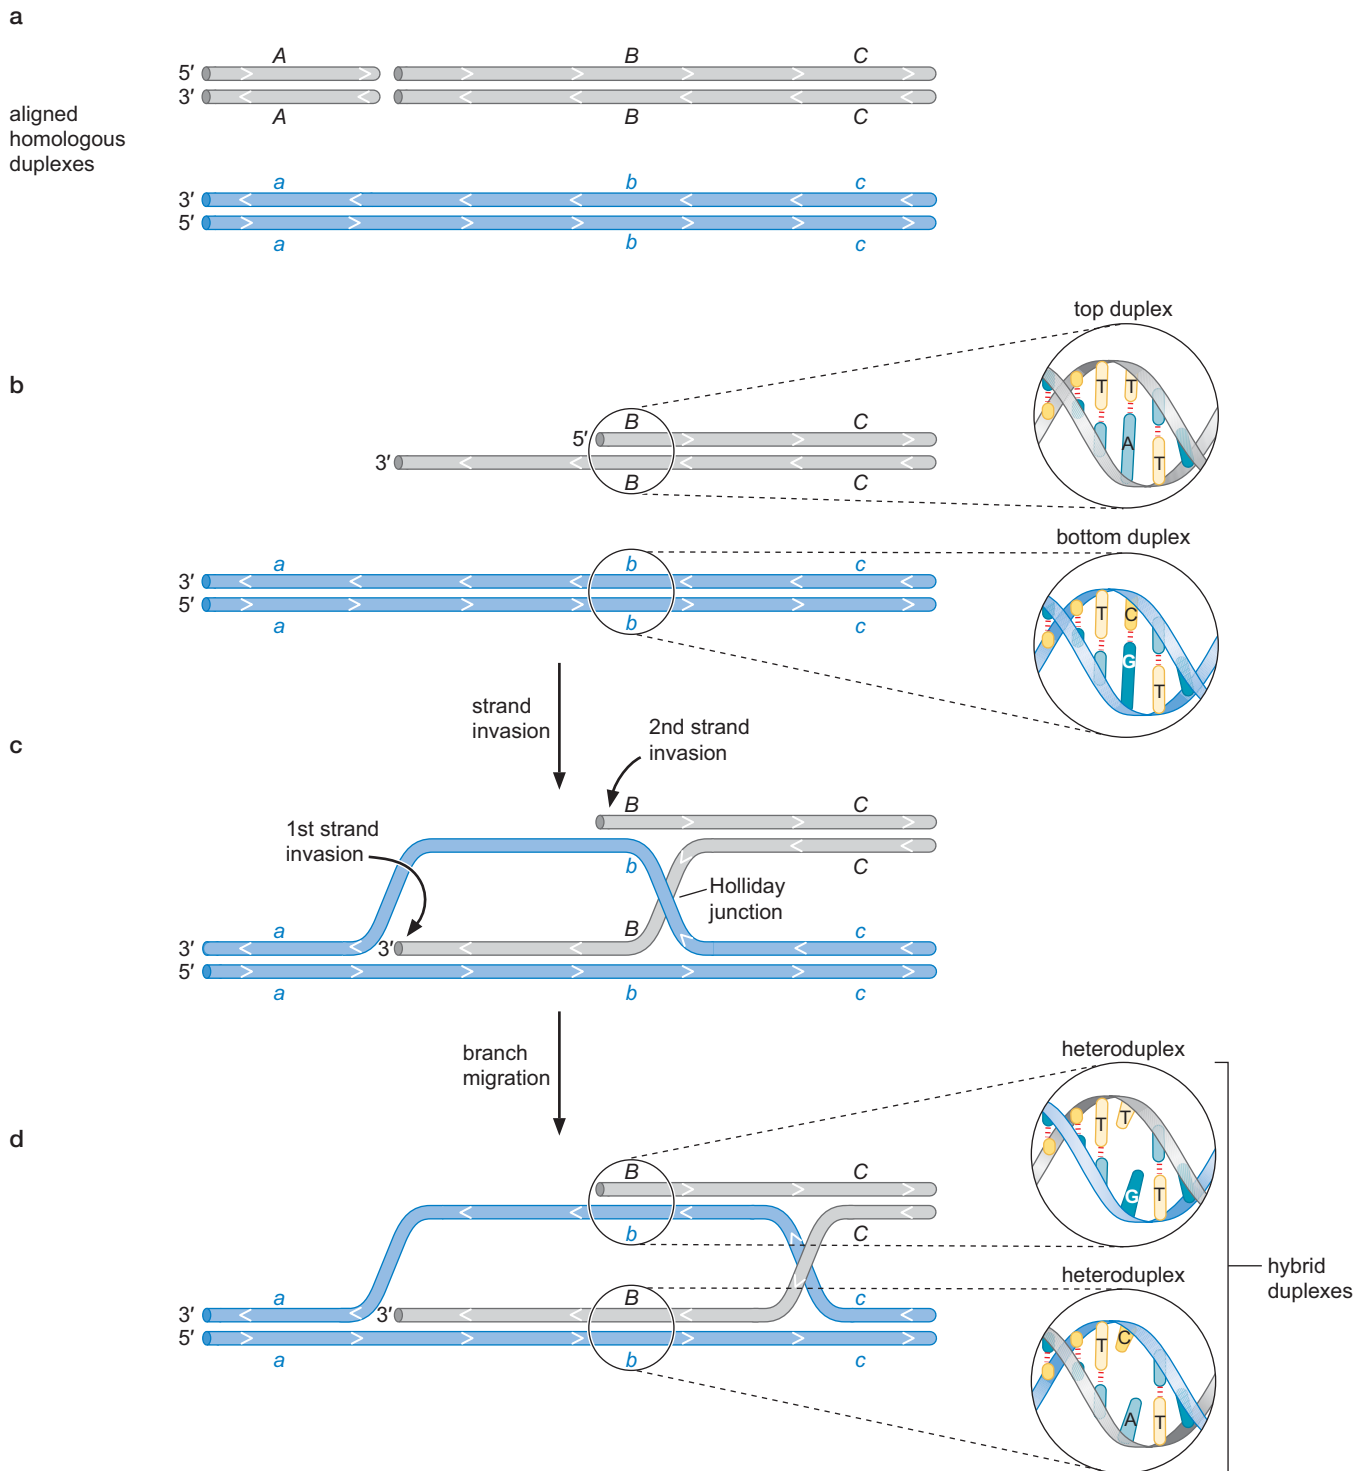 a
A B C
5′
3′
A B C
aligned
homologous
duplexes
a b c
3′
5′
a b c
top duplex
T T
A
T
b
B C
5′
3′
B C
bottom duplex
T C
G
T
a b c
3′
5′
a b c
strand
invasion
c
2nd strand
invasion
B C
1st strand
invasion
b C
Holliday
junction
B
a c
3′ 3′
5′
a b c
branch
migration
heteroduplex
T T
G T
d
B C
b C
hybrid
duplexes
heteroduplex
T C
A T
a B c
3′ 3′
5′
a b c